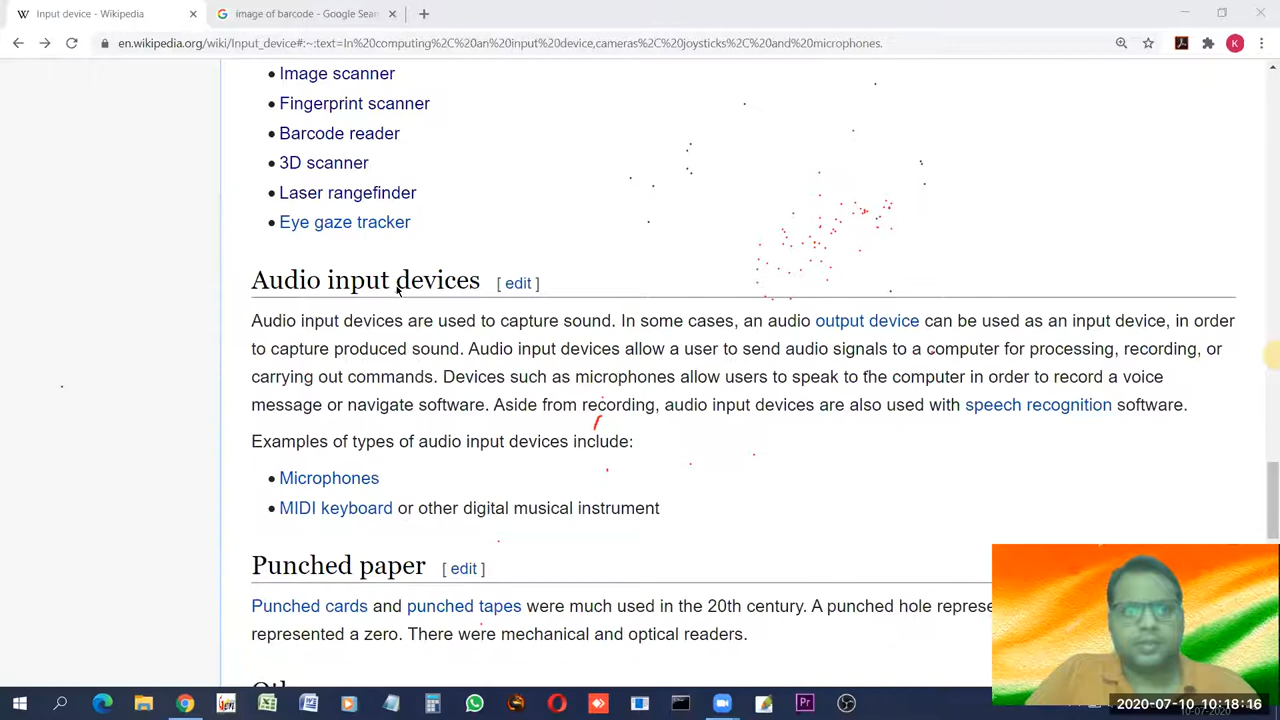 Input device - Wikipedia
image of barcode - Google Sear
en.wikipedia.org/wiki/Input_device#:~:text=In%20computing%2C%20an%20input%20device,cameras%2C%20joysticks%2C%20and%20microphones.
K
Image scanner
Fingerprint scanner
Barcode reader
3D scanner
Laser rangefinder
Eye gaze tracker
Audio input devices [ edit ]
Audio input devices are used to capture sound. In some cases, an audio output device can be used as an input device, in order
to capture produced sound. Audio input devices allow a user to send audio signals to a computer for processing, recording, or
carrying out commands. Devices such as microphones allow users to speak to the computer in order to record a voice
message or navigate software. Aside from recording, audio input devices are also used with speech recognition software.
Examples of types of audio input devices include:
Microphones
MIDI keyboard or other digital musical instrument
Punched paper [ edit ]
Punched cards and punched tapes were much used in the 20th century. A punched hole represe
represented a zero. There were mechanical and optical readers.
2020-07-10 10:18:16
10-07-2020